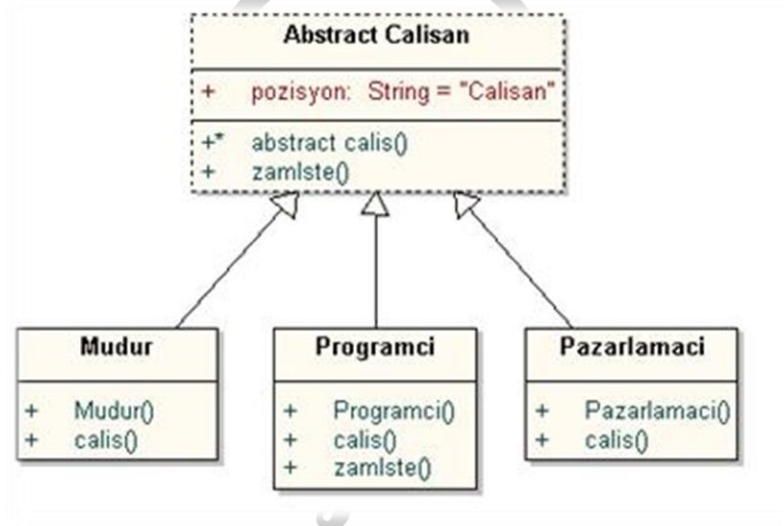 Abstract Calisan
+ pozisyon: String = "Calisan"
+* abstract calis()
+ zamIste()
Mudur
+ Mudur()
+ calis()
Programci
+ Programci()
+ calis()
+ zamIste()
Pazarlamaci
+ Pazarlamaci()
+ calis()